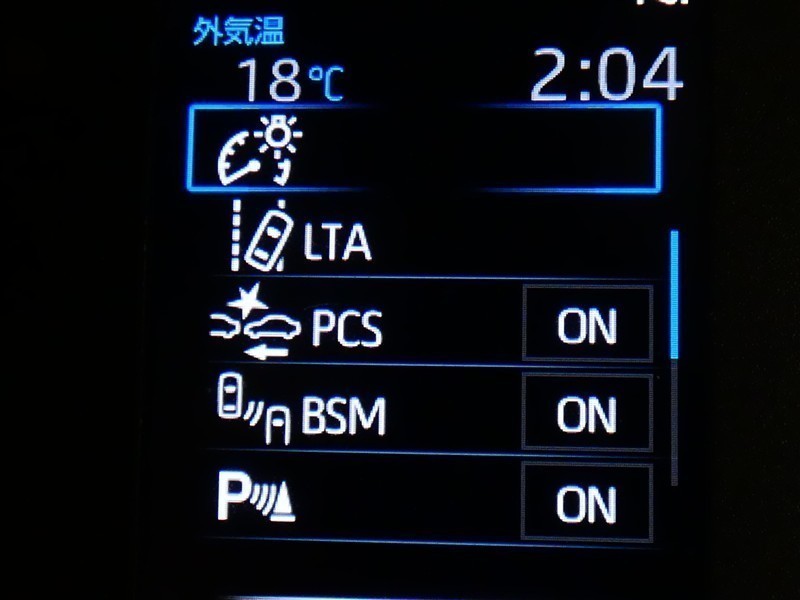 外気温
18℃ 2:04
LTA
PCS ON
BSM ON
P ON